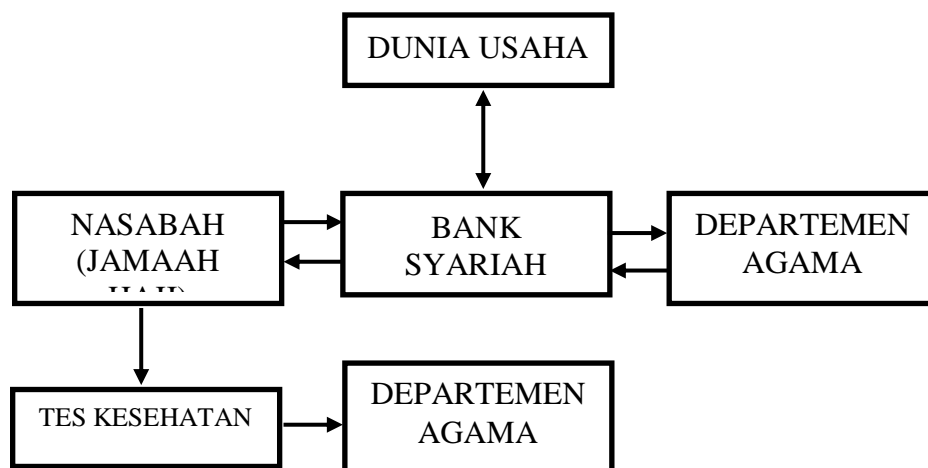 DUNIA USAHA
NASABAH
(JAMAAH
BANK
SYARIAH
DEPARTEMEN
AGAMA
TES KESEHATAN
DEPARTEMEN
AGAMA